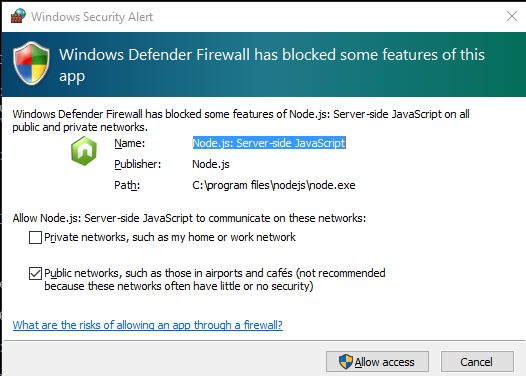 Windows Security Alert
Windows Defender Firewall has blocked some features of this
app
Windows Defender Firewall has blocked some features of Node.js: Server-side JavaScript on all
public and private networks.
Name: Node.js: Server-side JavaScript
Publisher: Node.js
Path: C:\program files\nodejs\node.exe
Allow Node.js: Server-side JavaScript to communicate on these networks:
Private networks, such as my home or work network
Public networks, such as those in airports and cafés (not recommended
because these networks often have little or no security)
What are the risks of allowing an app through a firewall?
Allow access Cancel